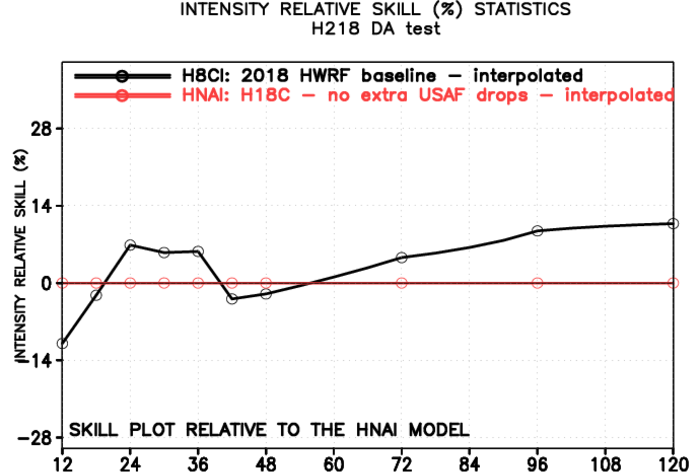 INTENSITY RELATIVE SKILL (%) STATISTICS
H218 DA test
H8CI: 2018 HWRF baseline – interpolated
HNAI: H18C – no extra USAF drops – interpolated
INTENSITY RELATIVE SKILL (%)
28
14
0
-14
-28
SKILL PLOT RELATIVE TO THE HNAI MODEL
12 24 36 48 60 72 84 96 108 120